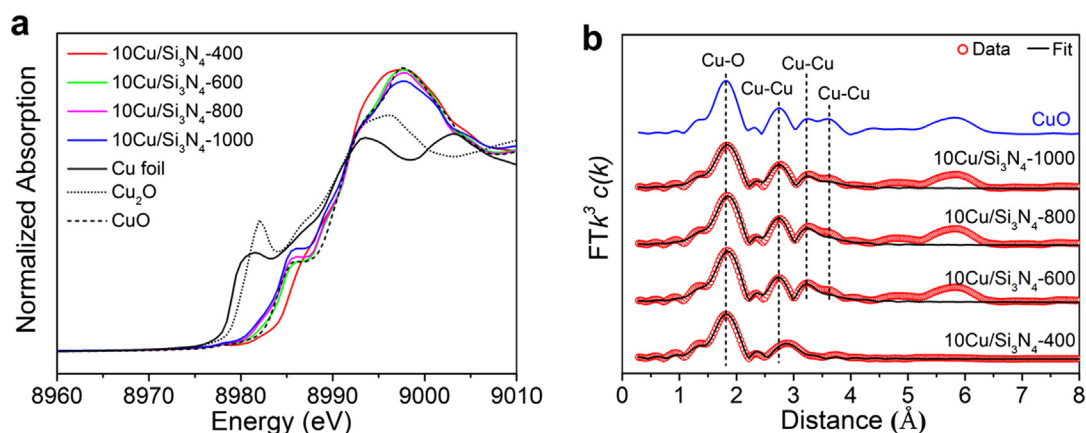 a
10Cu/Si₃N₄-400
10Cu/Si₃N₄-600
10Cu/Si₃N₄-800
10Cu/Si₃N₄-1000
Cu foil
Cu₂O
CuO
Normalized Absorption
8960 8970 8980 8990 9000 9010
Energy (eV)
b
Data Fit
Cu-O
Cu-Cu
Cu-Cu
Cu-Cu
CuO
10Cu/Si₃N₄-1000
10Cu/Si₃N₄-800
10Cu/Si₃N₄-600
10Cu/Si₃N₄-400
FTk³ c(k)
0 1 2 3 4 5 6 7 8
Distance (Å)